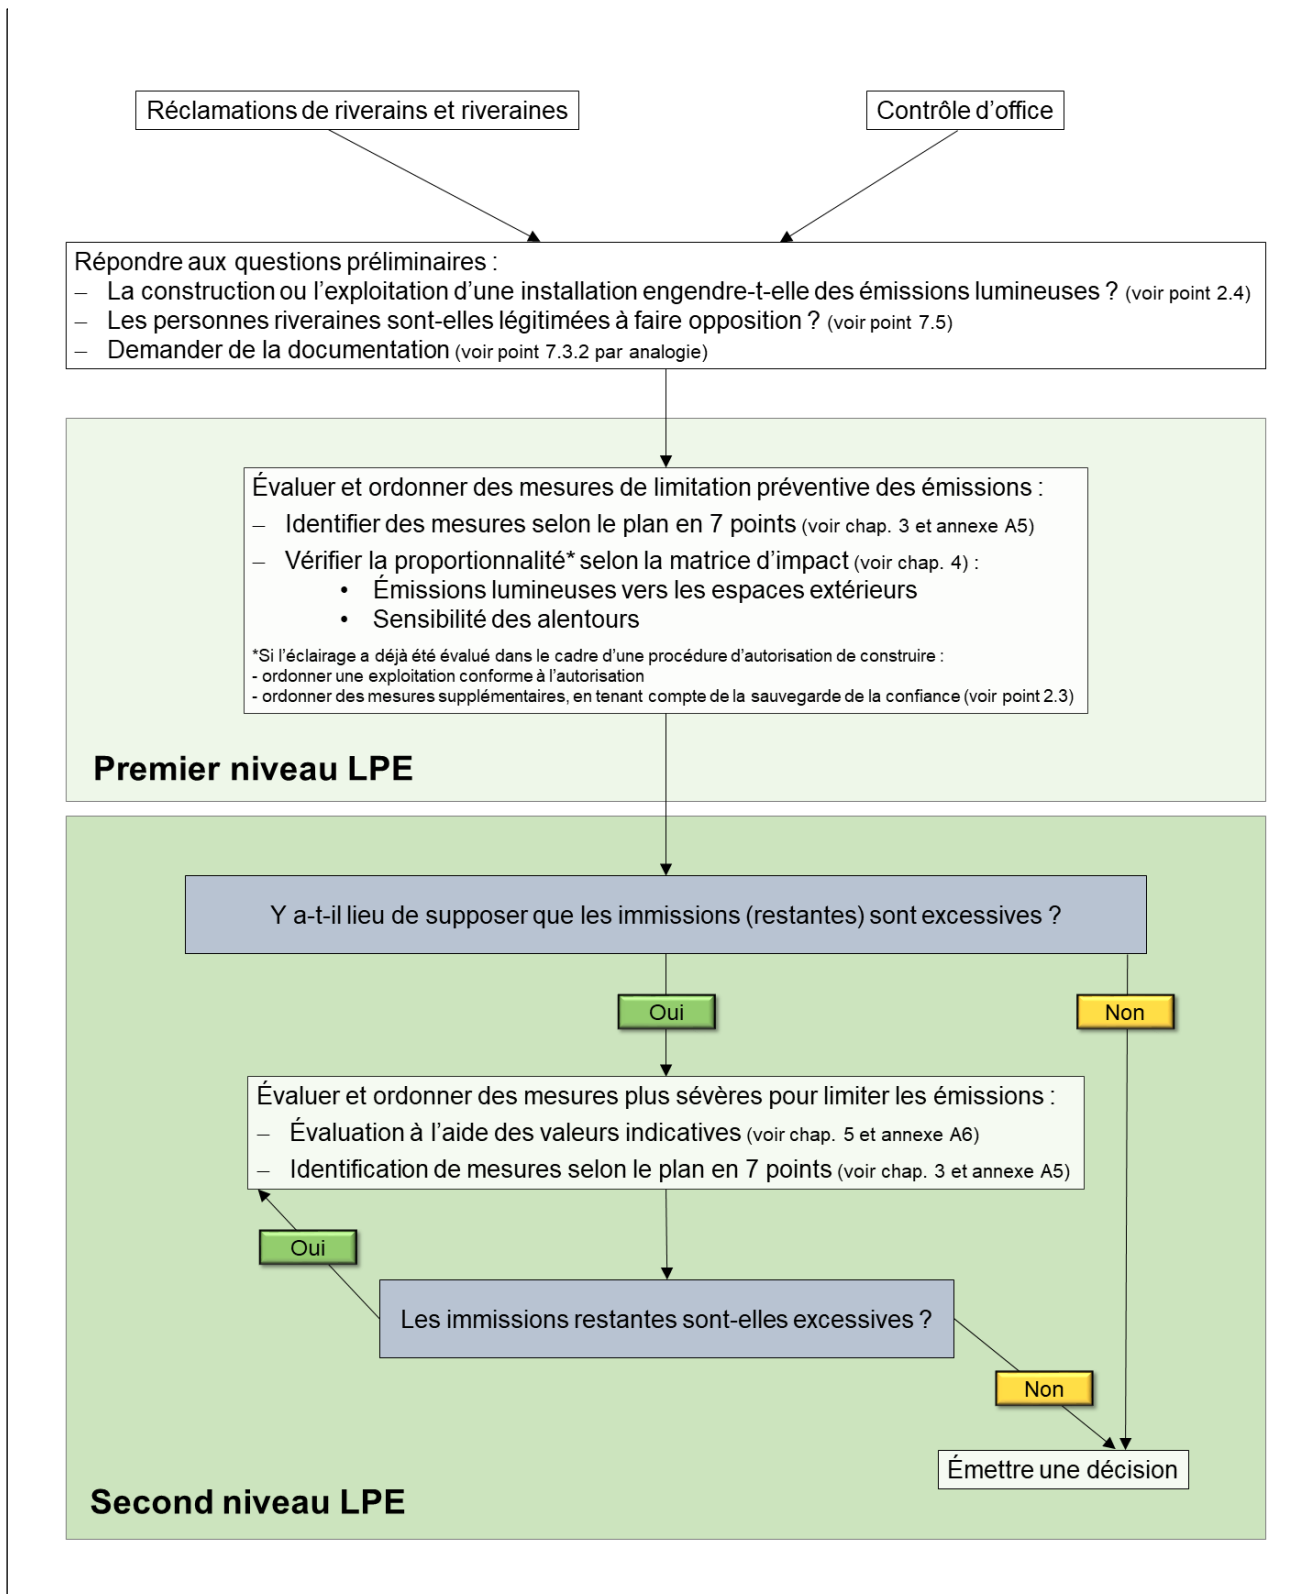 Réclamations de riverains et riveraines
Contrôle d'office
Répondre aux questions préliminaires :
– La construction ou l'exploitation d'une installation engendre-t-elle des émissions lumineuses ? (voir point 2.4)
– Les personnes riveraines sont-elles légitimées à faire opposition ? (voir point 7.5)
– Demander de la documentation (voir point 7.3.2 par analogie)
Évaluer et ordonner des mesures de limitation préventive des émissions :
– Identifier des mesures selon le plan en 7 points (voir chap. 3 et annexe A5)
– Vérifier la proportionnalité* selon la matrice d'impact (voir chap. 4) :
• Émissions lumineuses vers les espaces extérieurs
• Sensibilité des alentours
*Si l'éclairage a déjà été évalué dans le cadre d'une procédure d'autorisation de construire :
- ordonner une exploitation conforme à l'autorisation
- ordonner des mesures supplémentaires, en tenant compte de la sauvegarde de la confiance (voir point 2.3)
Premier niveau LPE
Y a-t-il lieu de supposer que les immissions (restantes) sont excessives ?
Oui
Non
Évaluer et ordonner des mesures plus sévères pour limiter les émissions :
– Évaluation à l'aide des valeurs indicatives (voir chap. 5 et annexe A6)
– Identification de mesures selon le plan en 7 points (voir chap. 3 et annexe A5)
Oui
Les immissions restantes sont-elles excessives ?
Non
Émettre une décision
Second niveau LPE